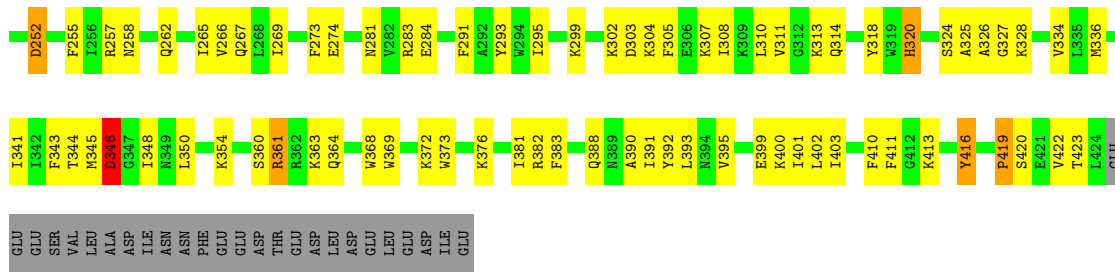 D252 F255 I256 R257 N258 Q262 I265 V266 Q267 L268 I269 F273 E274 N281 V282 R283 E284 F291 A292 Y293 W294 I295 K299 K302 D303 K304 F305 E306 K307 I308 K309 L310 V311 G312 K313 Q314 Y318 W319 H320 S324 A325 A326 G327 K328 V334 L335 M336
I341 I342 F343 T344 M345 D346 G347 I348 N349 L350 K354 S360 R361 R362 K363 Q364 W368 W369 K372 W373 K376 I381 R382 F383 Q388 N389 A390 I391 Y392 L393 N394 V395 E399 K400 I401 L402 I403 F410 F411 G412 K413 Y416 P419 S420 E421 V422 T423 L424 GLU
GLU GLU SER VAL LEU ALA ASP ILE ASN ASN PHE GLU GLU ASP THR GLU ASP LEU ASP GLU LEU GLU ASP ILE GLU